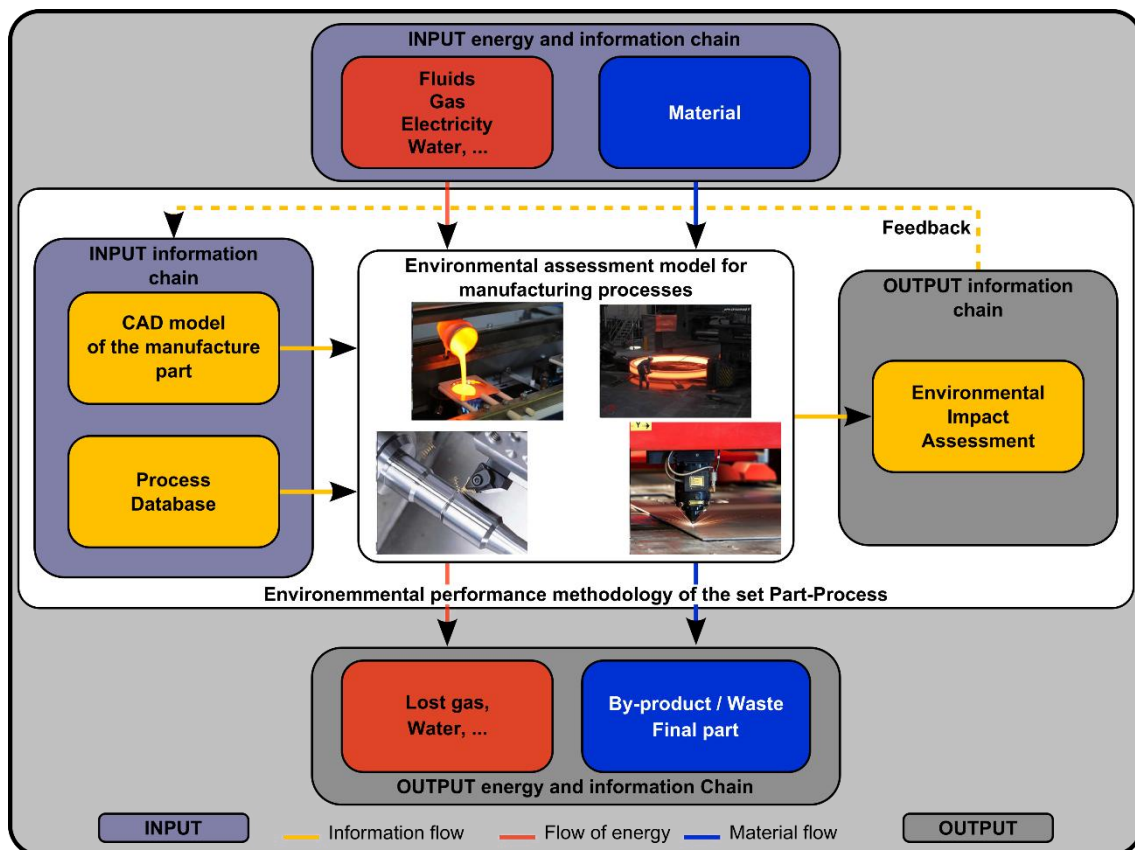 INPUT energy and information chain
Fluids
Gas
Electricity
Water, ...
Material
Feedback
INPUT information
chain
CAD model
of the manufacture
part
Process
Database
Environmental assessment model for
manufacturing processes
Y
OUTPUT information
chain
Environmental
Impact
Assessment
Environemmental performance methodology of the set Part-Process
Lost gas,
Water, ...
By-product / Waste
Final part
OUTPUT energy and information Chain
INPUT
Information flow
Flow of energy
Material flow
OUTPUT